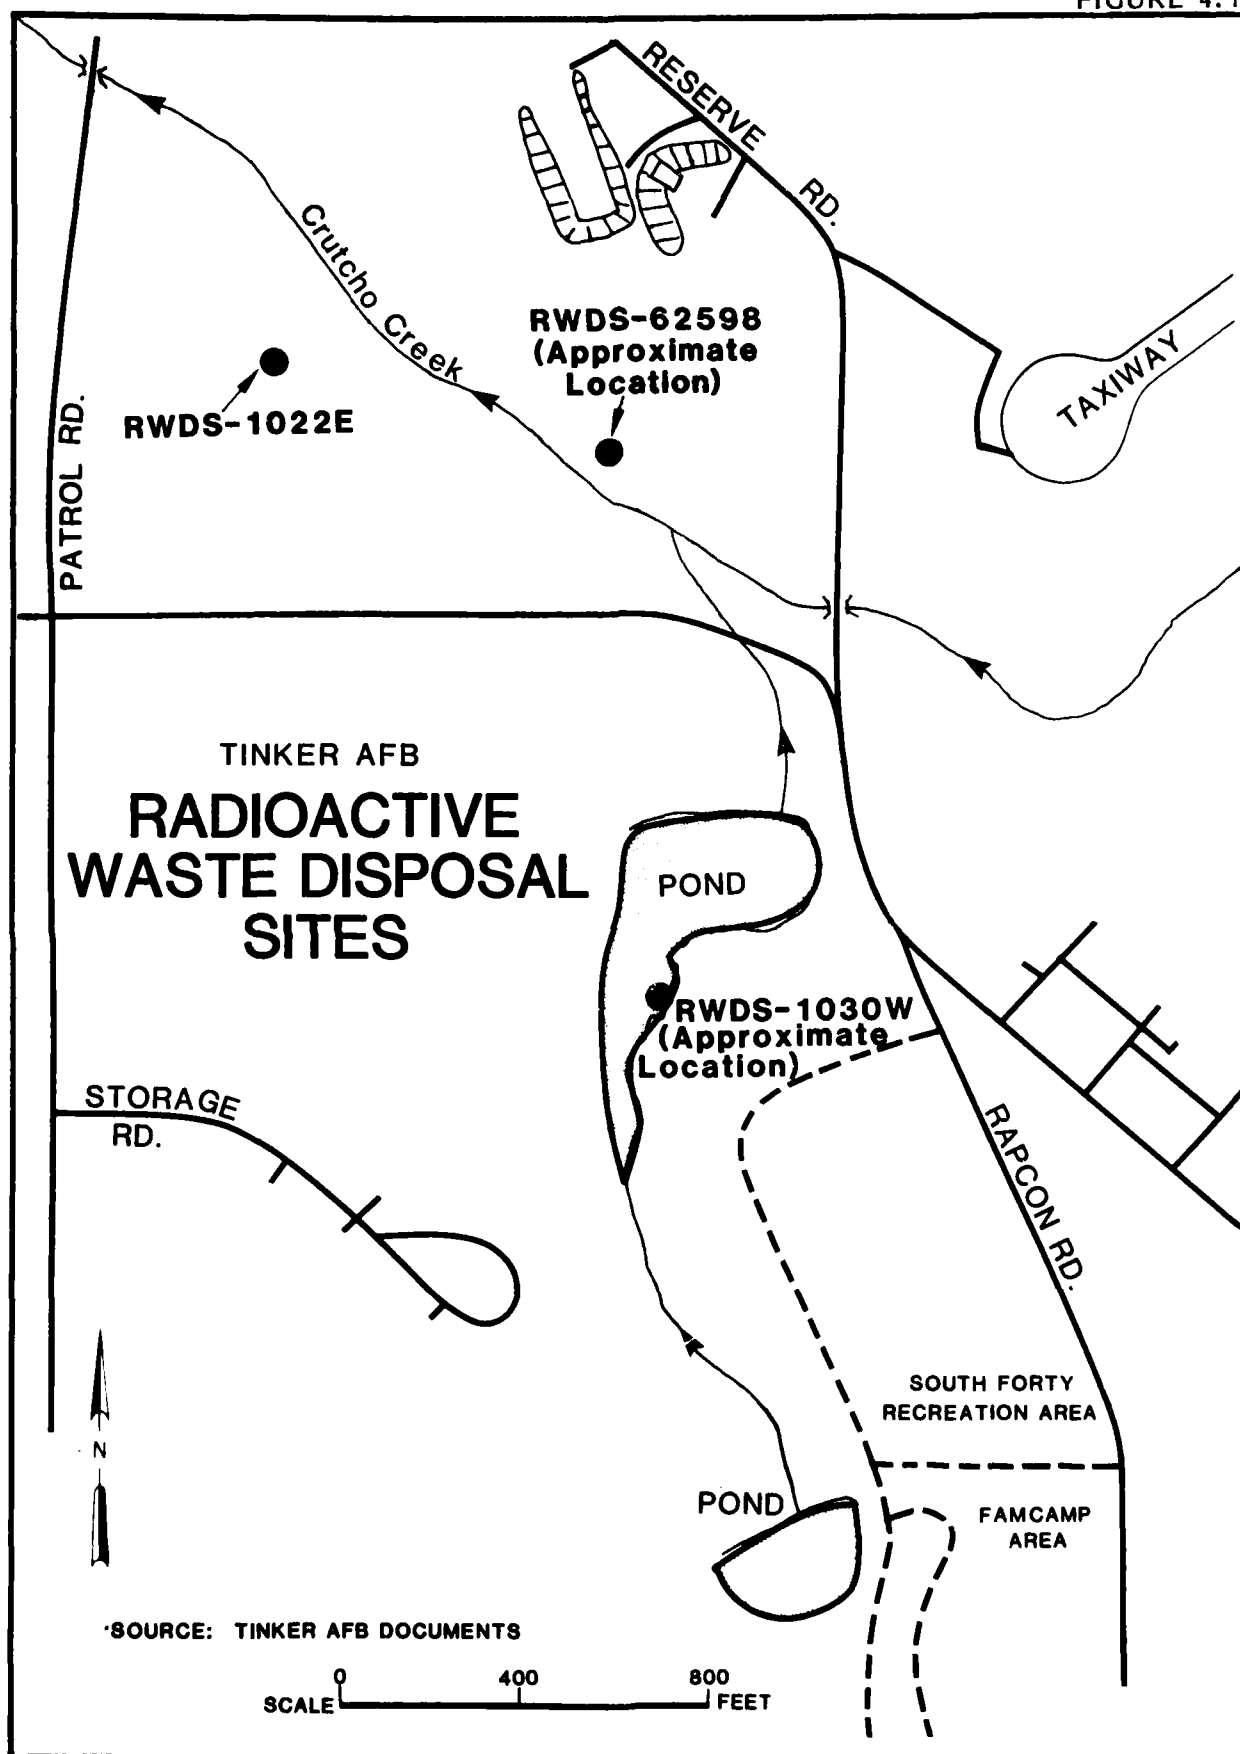 FIGURE 4.1
RESERVE
RD.
Crutcho Creek
RWDS-62598
(Approximate
Location)
TAXIWAY
RWDS-1022E
PATROL RD.
TINKER AFB
RADIOACTIVE
WASTE DISPOSAL
SITES
POND
RWDS-1030W
(Approximate
Location)
STORAGE
RD.
RAPCON RD.
SOUTH FORTY
RECREATION AREA
N
POND
FAMCAMP
AREA
SOURCE: TINKER AFB DOCUMENTS
0 400 800
SCALE FEET